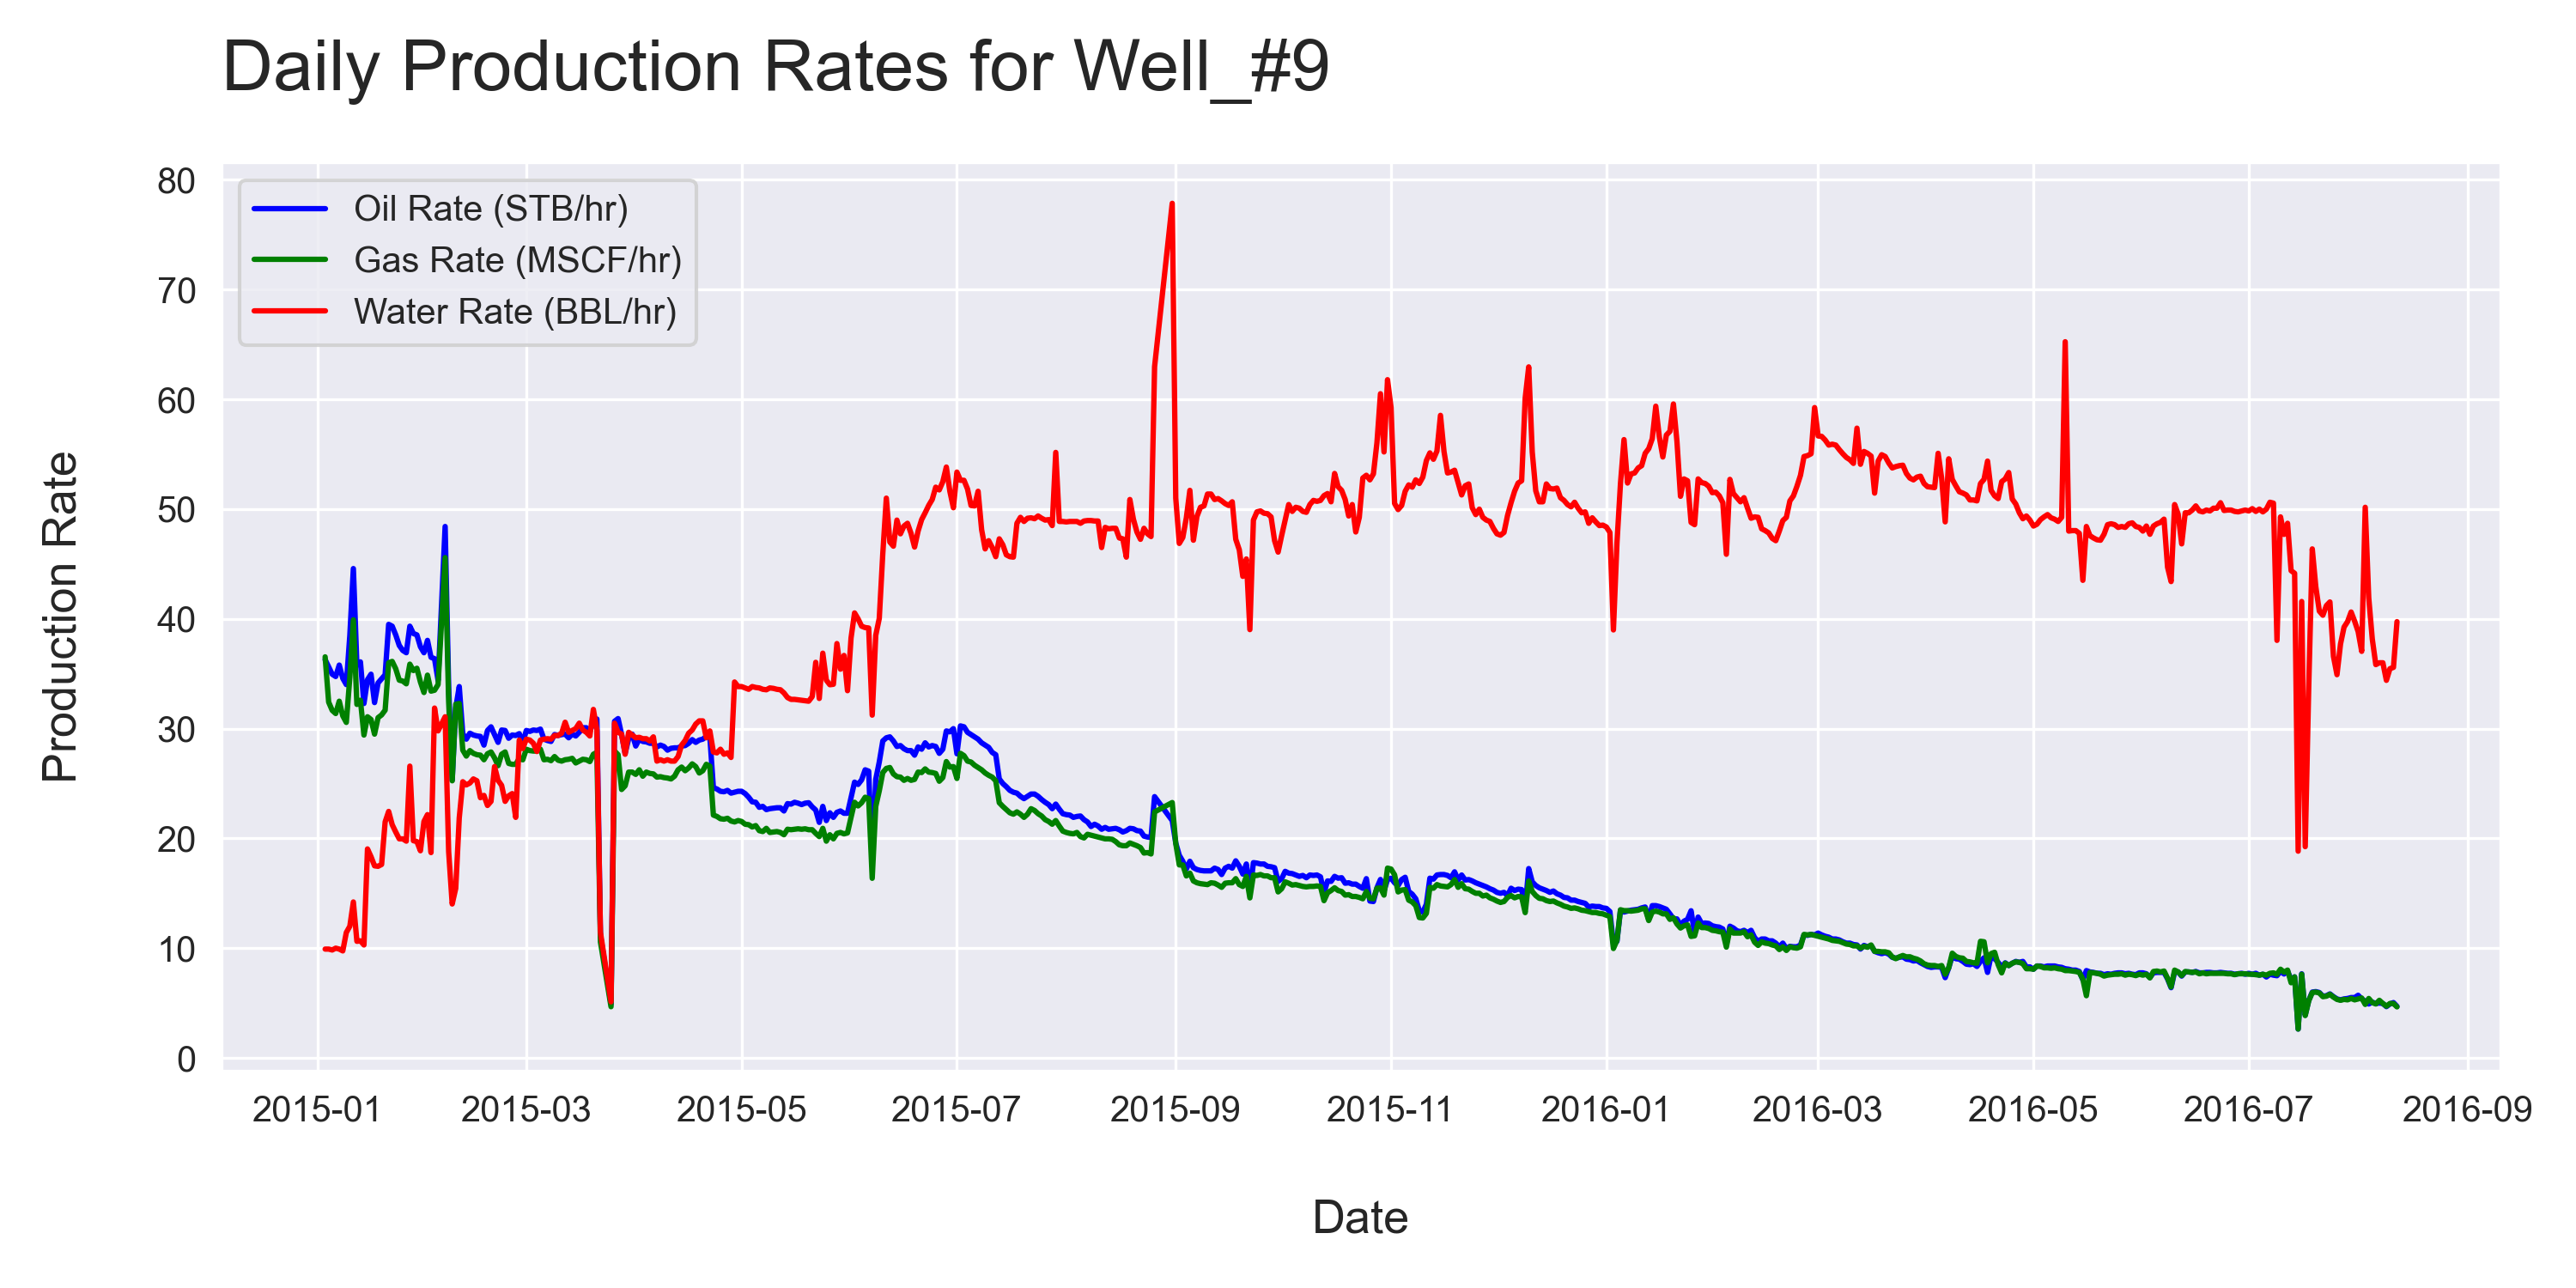 Daily Production Rates for Well_#9
80
70
60
50
40
30
20
10
0
Production Rate
Oil Rate (STB/hr)
Gas Rate (MSCF/hr)
Water Rate (BBL/hr)
2015-01 2015-03 2015-05 2015-07 2015-09 2015-11 2016-01 2016-03 2016-05 2016-07 2016-09
Date